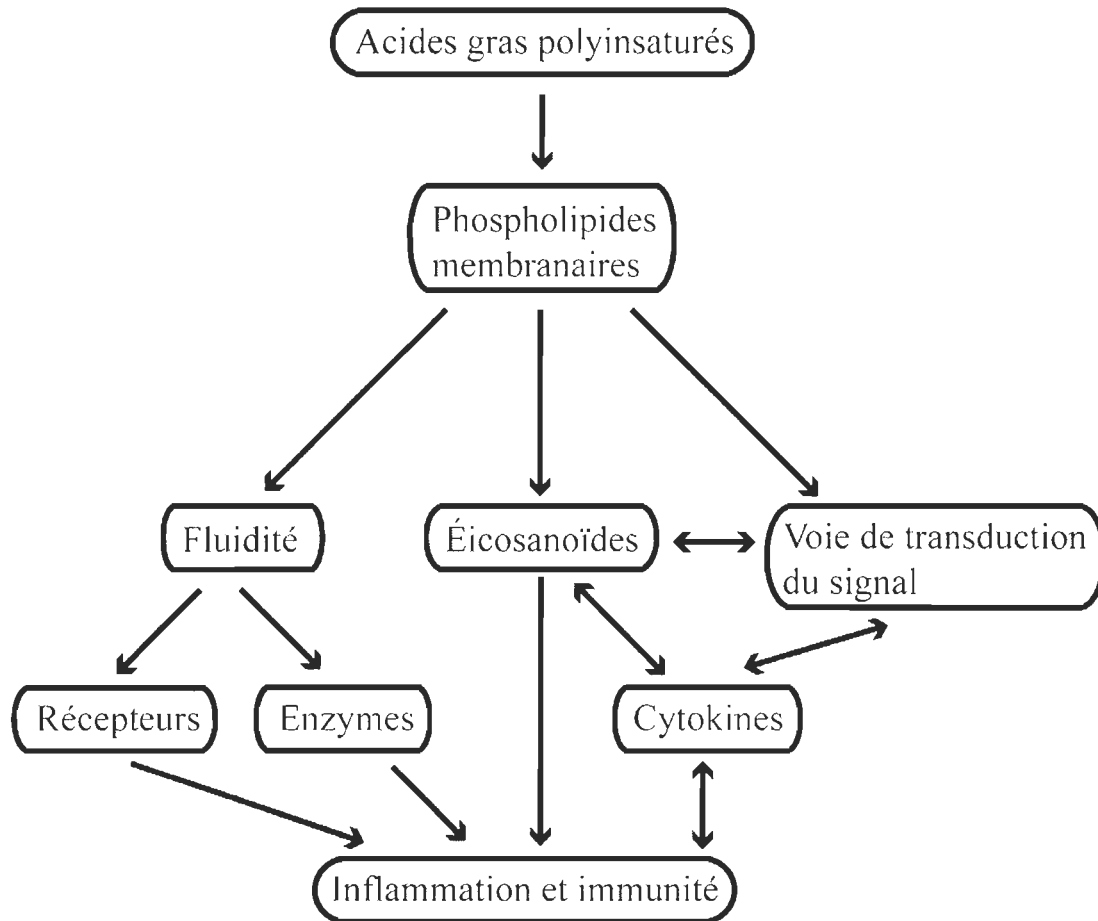 Acides gras polyinsaturés
Phospholipides
membranaires
Fluidité
Éicosanoïdes
Voie de transduction
du signal
Récepteurs
Enzymes
Cytokines
Inflammation et immunité